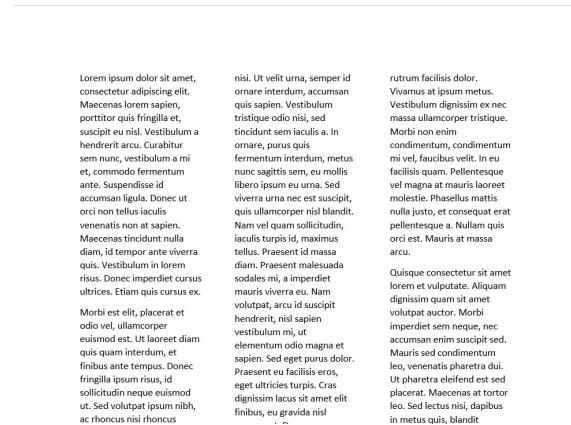 Lorem ipsum dolor sit amet,
consectetur adipiscing elit.
Maecenas lorem sapien,
porttitor quis fringilla et,
suscipit eu nisl. Vestibulum a
hendrerit arcu. Curabitur
sem nunc, vestibulum a mi
et, commodo fermentum
ante. Suspendisse id
accumsan ligula. Donec ut
orci non tellus iaculis
venenatis non at sapien.
Maecenas tincidunt nulla
diam, id tempor ante viverra
quis. Vestibulum in lorem
risus. Donec imperdiet cursus
ultrices. Etiam quis cursus ex.
Morbi est elit, placerat et
odio vel, ullamcorper
euismod est. Ut laoreet diam
quis quam interdum, et
finibus ante tempus. Donec
fringilla ipsum risus, id
sollicitudin neque euismod
ut. Sed volutpat ipsum nibh,
ac rhoncus nisi rhoncus
nisi. Ut velit urna, semper id
ornare interdum, accumsan
quis sapien. Vestibulum
tristique odio nisi, sed
tincidunt sem iaculis a. In
ornare, purus quis
fermentum interdum, metus
nunc sagittis sem, eu mollis
libero ipsum eu urna. Sed
viverra urna nec est suscipit,
quis ullamcorper nisl blandit.
Nam vel quam sollicitudin,
iaculis turpis id, maximus
tellus. Praesent id massa
diam. Praesent malesuada
sodales mi, a imperdiet
mauris viverra eu. Nam
volutpat, arcu id suscipit
hendrerit, nisl sapien
vestibulum mi, ut
elementum odio magna et
sapien. Sed eget purus dolor.
Praesent eu facilisis eros,
eget ultricies turpis. Cras
dignissim lacus sit amet elit
finibus, eu gravida nisl
rutrum facilisis dolor.
Vivamus at ipsum metus.
Vestibulum dignissim ex nec
massa ullamcorper tristique.
Morbi non enim
condimentum, condimentum
mi vel, faucibus velit. In eu
facilisis quam. Pellentesque
vel magna at mauris laoreet
molestie. Phasellus mattis
nulla justo, et consequat erat
pellentesque a. Nullam quis
orci est. Mauris at massa
arcu.
Quisque consectetur sit amet
lorem et vulputate. Aliquam
dignissim quam sit amet
volutpat auctor. Morbi
imperdiet sem neque, nec
accumsan enim suscipit sed.
Mauris sed condimentum
leo, venenatis pharetra dui.
Ut pharetra eleifend est sed
placerat. Maecenas at tortor
leo. Sed lectus nisi, dapibus
in metus quis, blandit